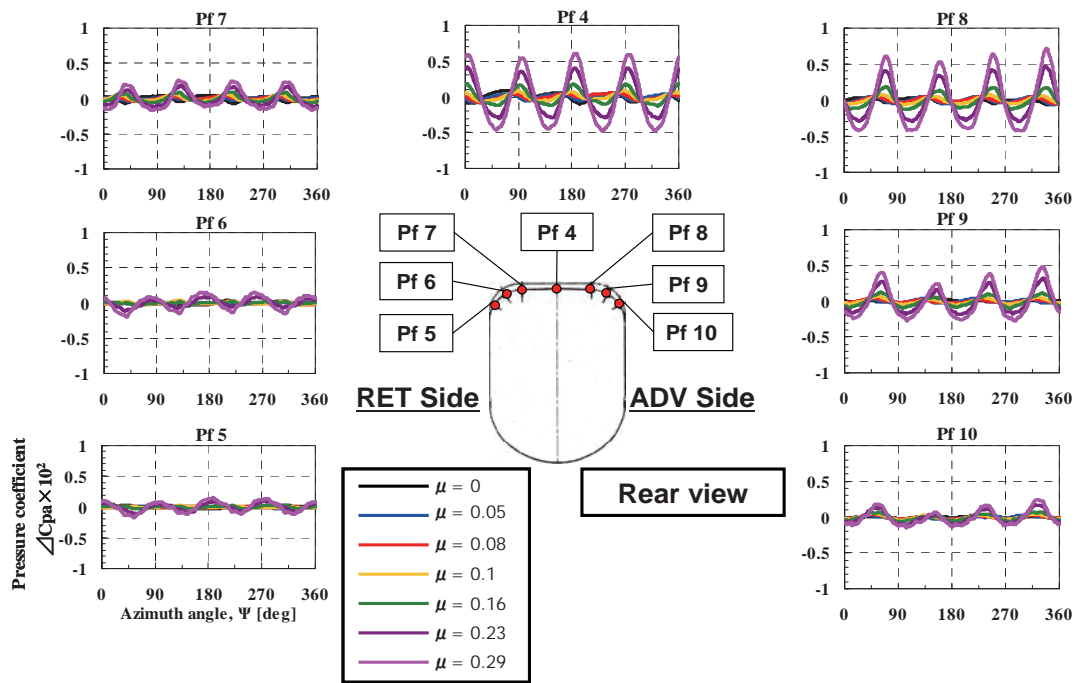 Pf 7
1
0.5
0
-0.5
-1
0 90 180 270 360
Pf 4
1
0.5
0
-0.5
-1
0 90 180 270 360
Pf 8
1
0.5
0
-0.5
-1
0 90 180 270 360
Pf 6
1
0.5
0
-0.5
-1
0 90 180 270 360
Pf 7
Pf 4
Pf 8
Pf 6
Pf 9
Pf 5
Pf 10
RET Side
ADV Side
Pf 9
1
0.5
0
-0.5
-1
0 90 180 270 360
Pressure coefficient
⊿Cpa×10²
Pf 5
1
0.5
0
-0.5
-1
0 90 180 270 360
Azimuth angle, Ψ [deg]
μ = 0
μ = 0.05
μ = 0.08
μ = 0.1
μ = 0.16
μ = 0.23
μ = 0.29
Rear view
Pf 10
1
0.5
0
-0.5
-1
0 90 180 270 360